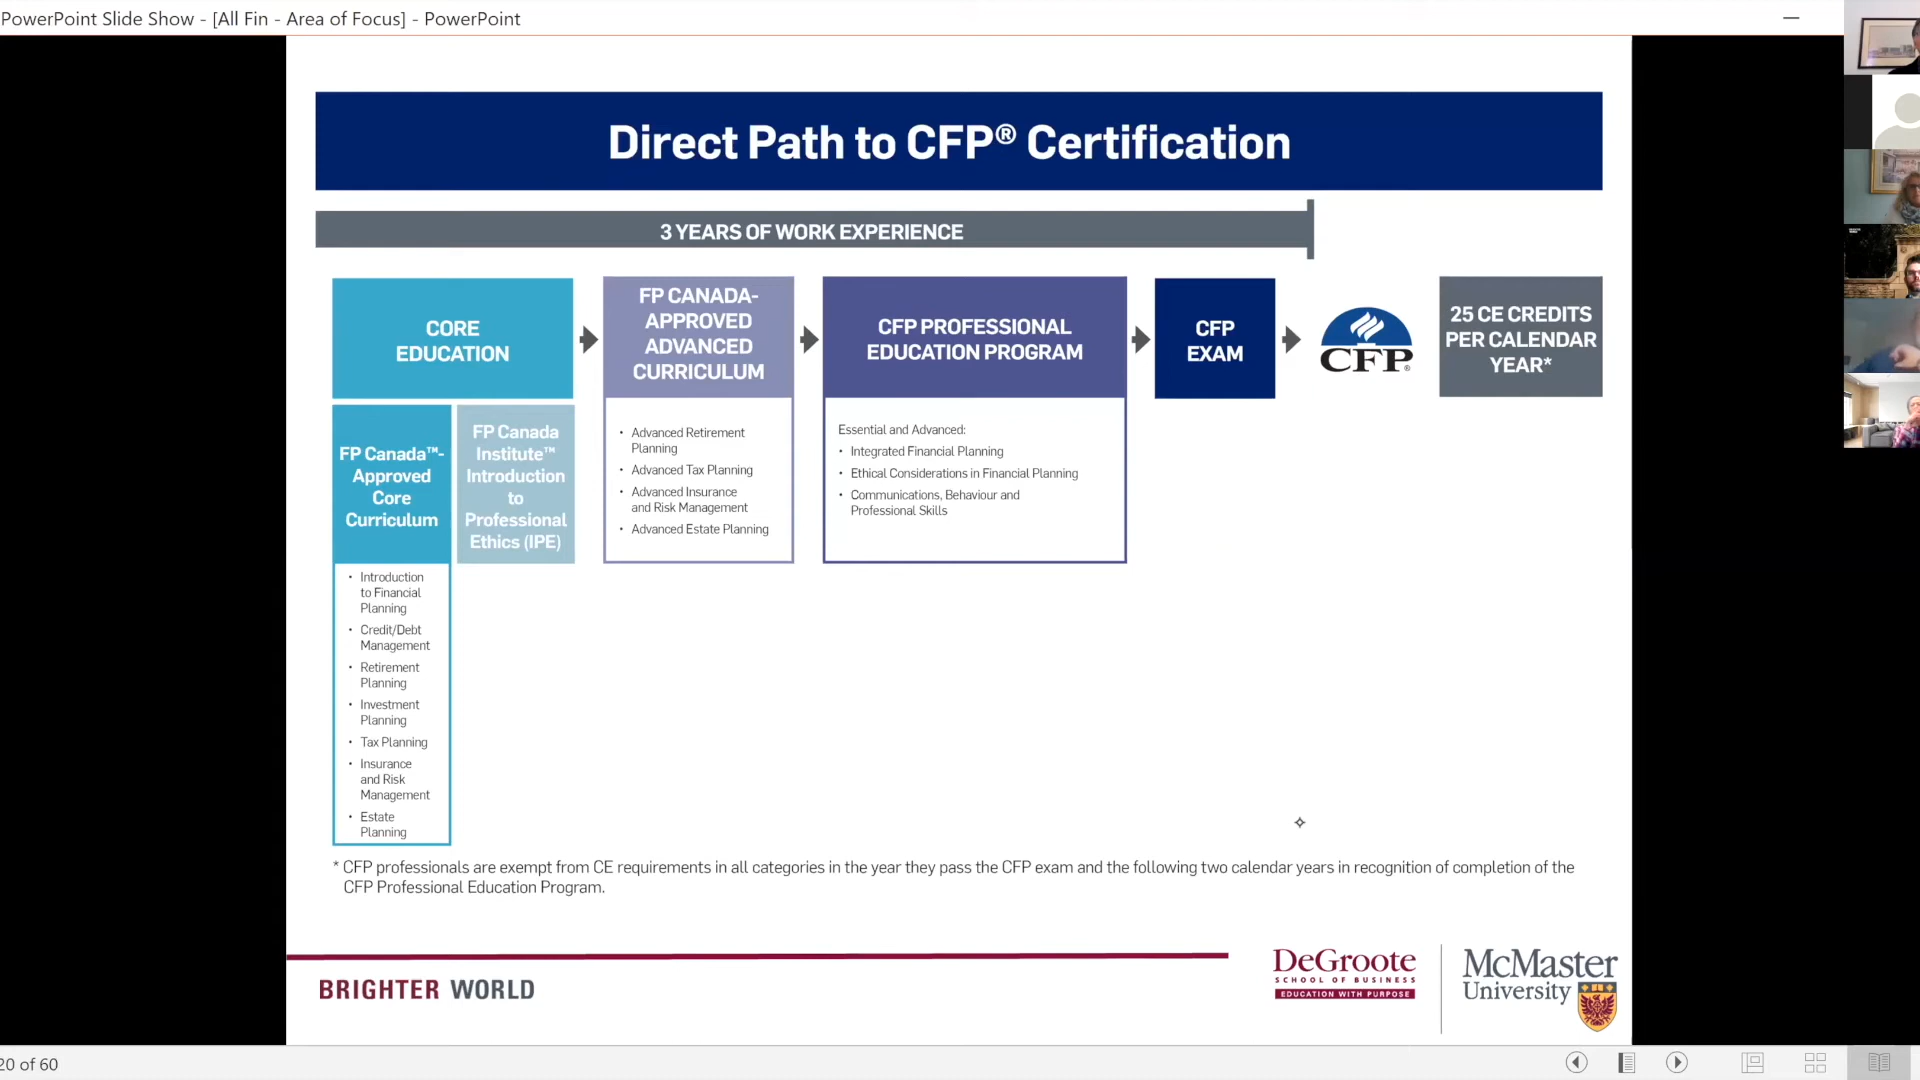 PowerPoint Slide Show - [All Fin - Area of Focus] - PowerPoint
Direct Path to CFP® Certification
3 YEARS OF WORK EXPERIENCE
CORE
EDUCATION
FP Canada™-
Approved
Core
Curriculum
• Introduction
to Financial
Planning
• Credit/Debt
Management
• Retirement
Planning
• Investment
Planning
• Tax Planning
• Insurance
and Risk
Management
• Estate
Planning
FP Canada
Institute™
Introduction
to
Professional
Ethics (IPE)
FP CANADA-
APPROVED
ADVANCED
CURRICULUM
• Advanced Retirement
Planning
• Advanced Tax Planning
• Advanced Insurance
and Risk Management
• Advanced Estate Planning
CFP PROFESSIONAL
EDUCATION PROGRAM
Essential and Advanced:
• Integrated Financial Planning
• Ethical Considerations in Financial Planning
• Communications, Behaviour and
Professional Skills
CFP
EXAM
CFP®
25 CE CREDITS
PER CALENDAR
YEAR*
* CFP professionals are exempt from CE requirements in all categories in the year they pass the CFP exam and the following two calendar years in recognition of completion of the
CFP Professional Education Program.
BRIGHTER WORLD
DeGroote
SCHOOL OF BUSINESS
EDUCATION WITH PURPOSE
McMaster
University
20 of 60